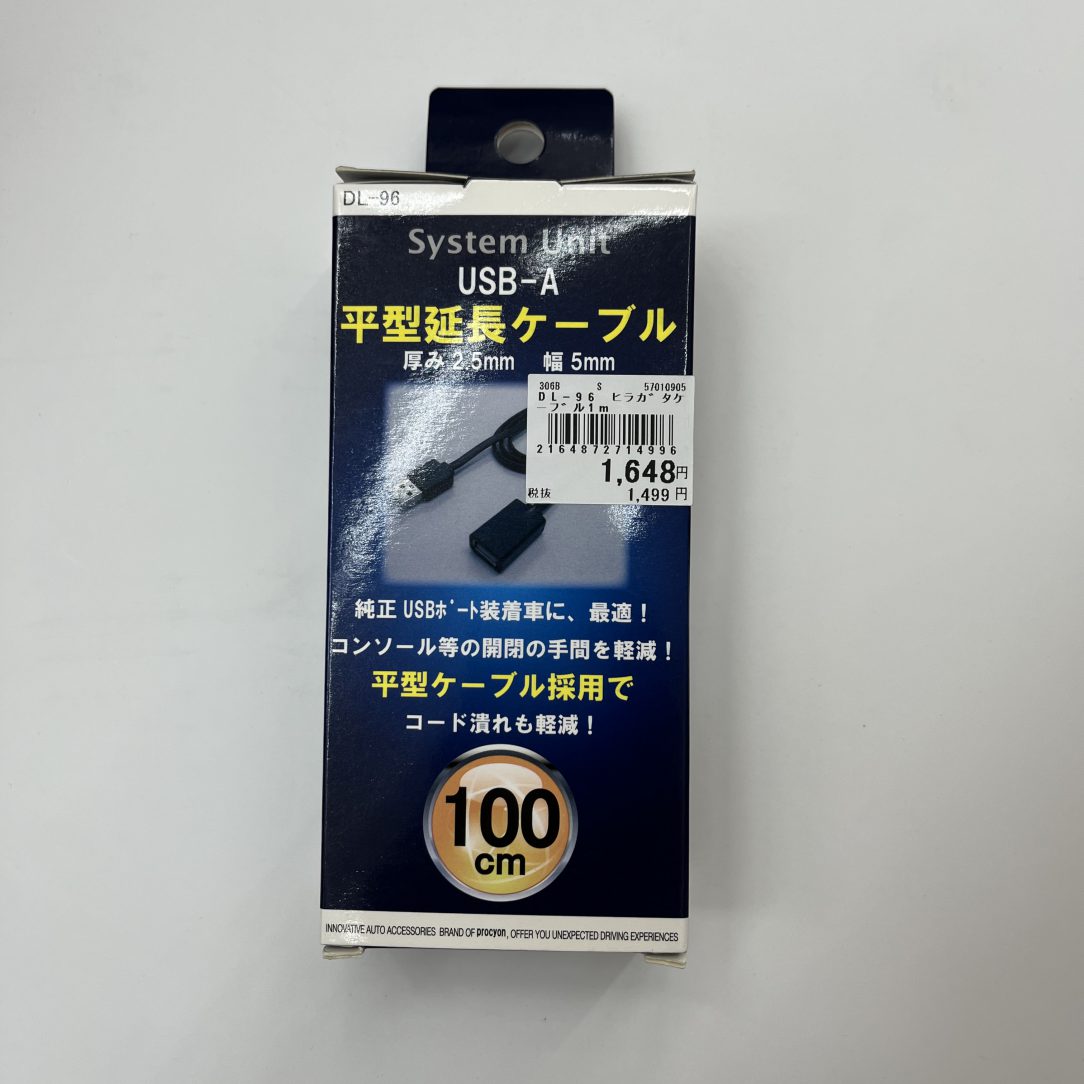 DL-96
System Unit
USB-A
平型延長ケーブル
厚み 2.5mm 幅 5mm
306B S 57010905
DL-96 ヒラガタケ
ーブル1m
2164872714996
1,648円
税抜 1,499円
純正 USBﾎﾟｰﾄ装着車に、最適！
コンソール等の開閉の手間を軽減！
平型ケーブル採用で
コード潰れも軽減！
100
cm
INNOVATIVE AUTO ACCESSORIES BRAND OF procyon, OFFER YOU UNEXPECTED DRIVING EXPERIENCES